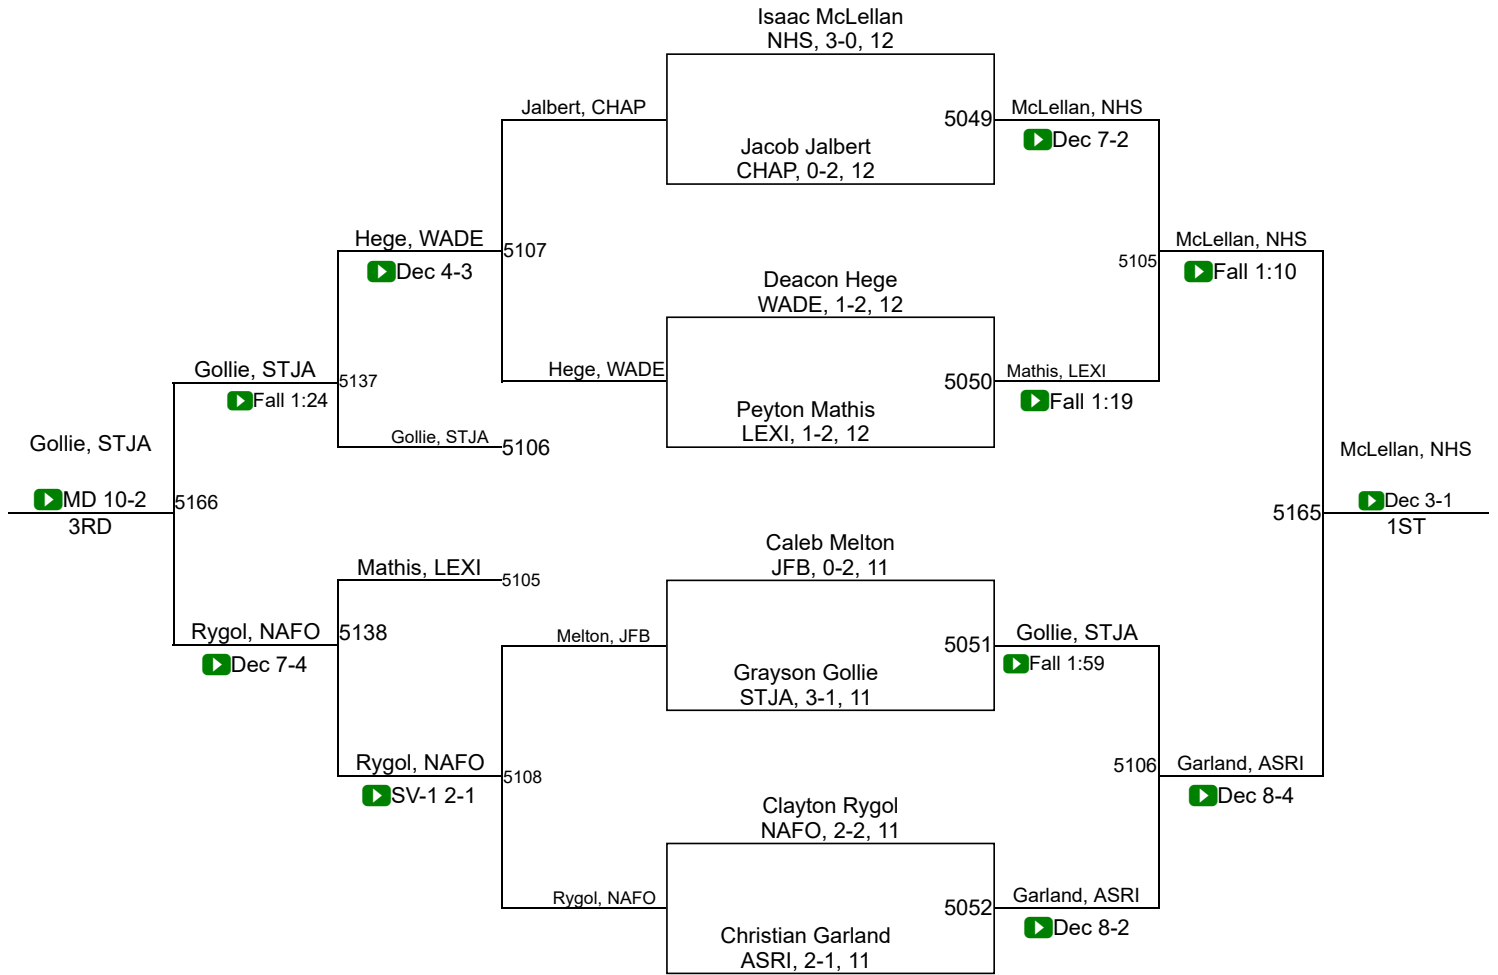 Isaac McLellan
NHS, 3-0, 12
Jalbert, CHAP
5049
McLellan, NHS
Dec 7-2
Jacob Jalbert
CHAP, 0-2, 12
Hege, WADE
5107
Dec 4-3
McLellan, NHS
5105
Fall 1:10
Deacon Hege
WADE, 1-2, 12
Gollie, STJA
5137
Fall 1:24
Hege, WADE
5050
Mathis, LEXI
Fall 1:19
Peyton Mathis
LEXI, 1-2, 12
Gollie, STJA
Gollie, STJA
5106
McLellan, NHS
MD 10-2
5166
3RD
5165
Dec 3-1
1ST
Caleb Melton
JFB, 0-2, 11
Mathis, LEXI
5105
Rygol, NAFO
5138
Dec 7-4
Melton, JFB
5051
Gollie, STJA
Fall 1:59
Grayson Gollie
STJA, 3-1, 11
Rygol, NAFO
5108
SV-1 2-1
5106
Garland, ASRI
Dec 8-4
Clayton Rygol
NAFO, 2-2, 11
Rygol, NAFO
5052
Garland, ASRI
Dec 8-2
Christian Garland
ASRI, 2-1, 11